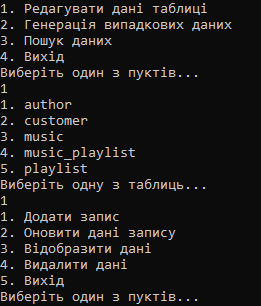 1. Редагувати дані таблиці
2. Генерація випадкових даних
3. Пошук даних
4. Вихід
Виберіть один з пуктів...
1
1. author
2. customer
3. music
4. music_playlist
5. playlist
Виберіть одну з таблиць...
1
1. Додати запис
2. Оновити дані запису
3. Відобразити дані
4. Видалити дані
5. Вихід
Виберіть один з пуктів...